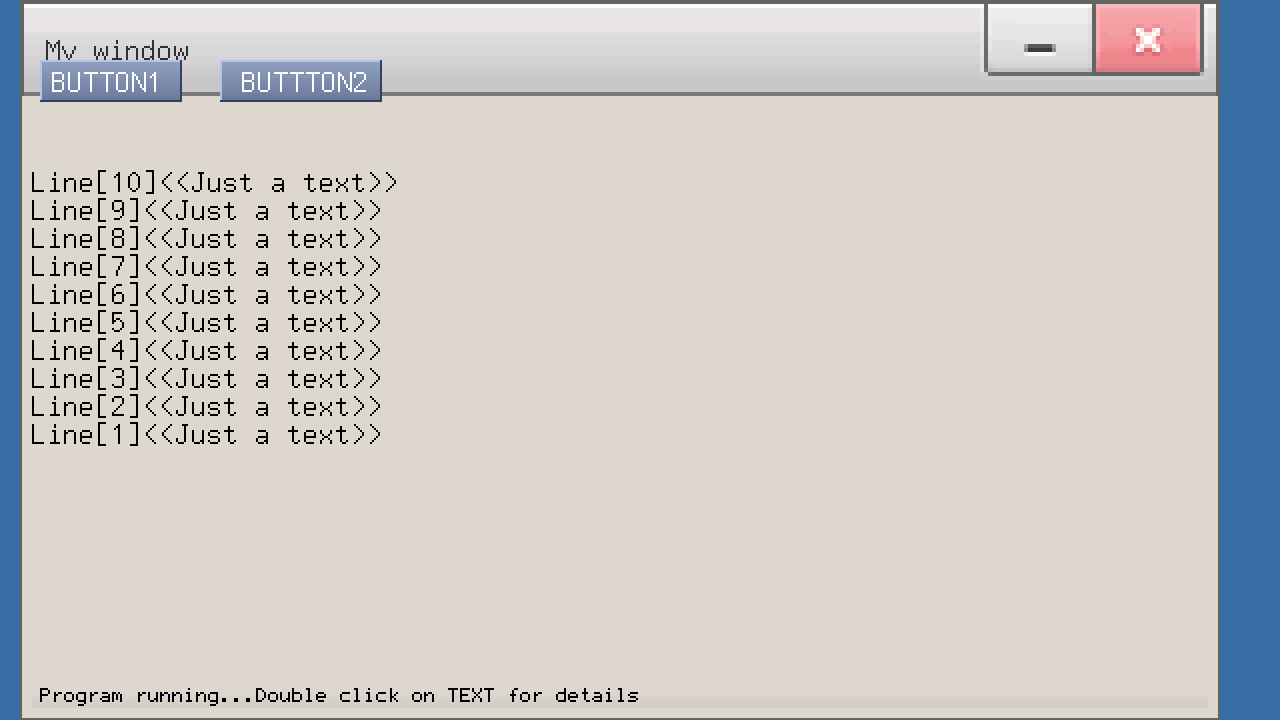 My window
BUTTON1 BUTTTON2
Line[10]<<Just a text>>
Line[9]<<Just a text>>
Line[8]<<Just a text>>
Line[7]<<Just a text>>
Line[6]<<Just a text>>
Line[5]<<Just a text>>
Line[4]<<Just a text>>
Line[3]<<Just a text>>
Line[2]<<Just a text>>
Line[1]<<Just a text>>
Program running...Double click on TEXT for details